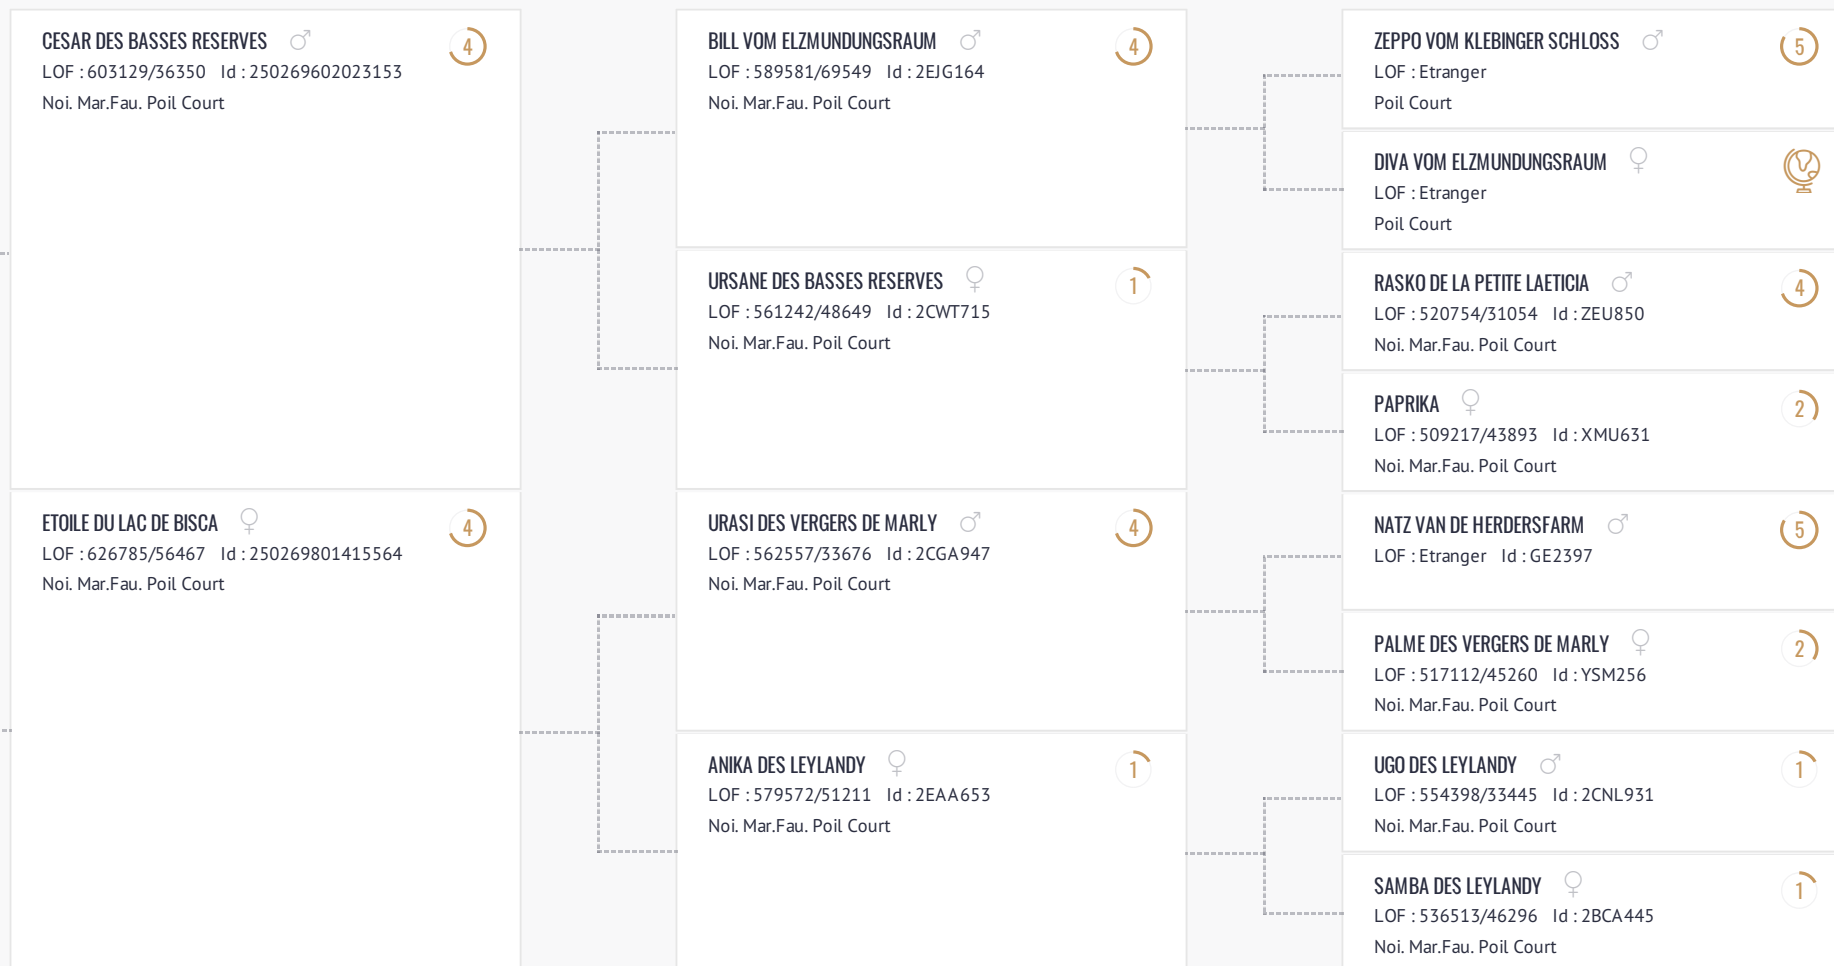 CESAR DES BASSES RESERVES
4
LOF : 603129/36350 Id : 250269602023153
Noi. Mar.Fau. Poil Court
ETOILE DU LAC DE BISCA
4
LOF : 626785/56467 Id : 250269801415564
Noi. Mar.Fau. Poil Court
BILL VOM ELZMUNDUNGSRAUM
4
LOF : 589581/69549 Id : 2EJG164
Noi. Mar.Fau. Poil Court
URSANE DES BASSES RESERVES
1
LOF : 561242/48649 Id : 2CWT715
Noi. Mar.Fau. Poil Court
URASI DES VERGERS DE MARLY
4
LOF : 562557/33676 Id : 2CGA947
Noi. Mar.Fau. Poil Court
ANIKA DES LEYLANDY
1
LOF : 579572/51211 Id : 2EAA653
Noi. Mar.Fau. Poil Court
ZEPPO VOM KLEBINGER SCHLOSS
5
LOF : Etranger
Poil Court
DIVA VOM ELZMUNDUNGSRAUM
LOF : Etranger
Poil Court
RASKO DE LA PETITE LAETICIA
4
LOF : 520754/31054 Id : ZEU850
Noi. Mar.Fau. Poil Court
PAPRIKA
2
LOF : 509217/43893 Id : XMU631
Noi. Mar.Fau. Poil Court
NATZ VAN DE HERDERSFARM
5
LOF : Etranger Id : GE2397
PALME DES VERGERS DE MARLY
2
LOF : 517112/45260 Id : YSM256
Noi. Mar.Fau. Poil Court
UGO DES LEYLANDY
1
LOF : 554398/33445 Id : 2CNL931
Noi. Mar.Fau. Poil Court
SAMBA DES LEYLANDY
1
LOF : 536513/46296 Id : 2BCA445
Noi. Mar.Fau. Poil Court